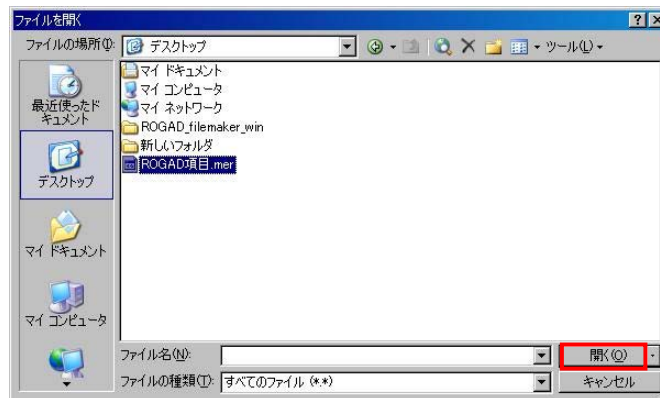 ファイルを開く
ファイルの場所(I):
デスクトップ
ツール(L)
最近使ったドキュメント
デスクトップ
マイ ドキュメント
マイ コンピュータ
マイ ドキュメント
マイ コンピュータ
マイ ネットワーク
ROGAD_filemaker_win
新しいフォルダ
ROGAD項目.mer
ファイル名(N):
開く(O)
ファイルの種類(T):
すべてのファイル (*.*)
キャンセル